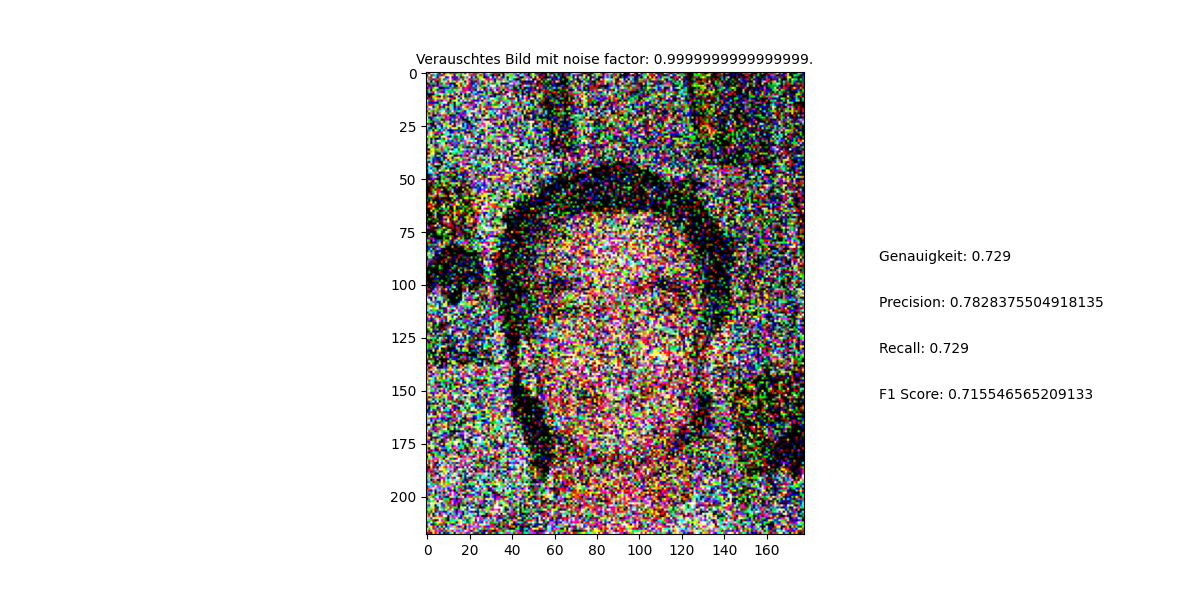 Verauschtes Bild mit noise factor: 0.9999999999999999.
0
25
50
75
100
125
150
175
200
0 20 40 60 80 100 120 140 160
Genauigkeit: 0.729
Precision: 0.7828375504918135
Recall: 0.729
F1 Score: 0.715546565209133